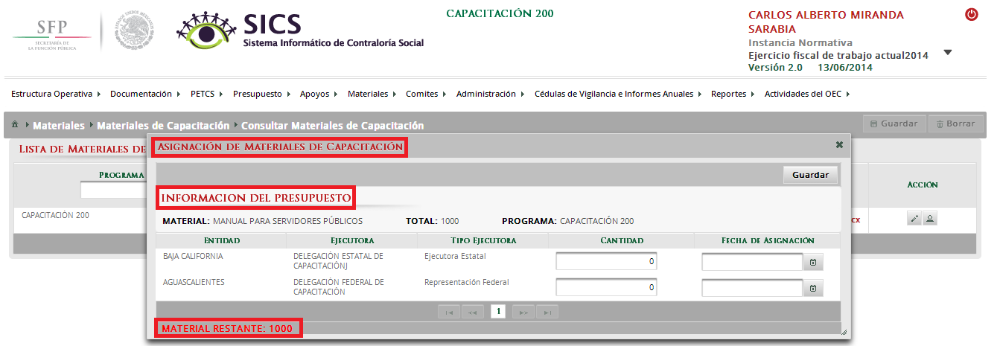 SFP
SECRETARÍA DE
LA FUNCIÓN PÚBLICA
ESTADOS UNIDOS MEXICANOS
SICS
Sistema Informático de Contraloría Social
CAPACITACIÓN 200
CARLOS ALBERTO MIRANDA
SARABIA
Instancia Normativa
Ejercicio fiscal de trabajo actual2014
Versión 2.0 13/06/2014
Estructura Operativa Documentación PETCS Presupuesto Apoyos Materiales Comites Administración Cédulas de Vigilancia e Informes Anuales Reportes Actividades del OEC
Materiales Materiales de Capacitación Consultar Materiales de Capacitación Guardar Borrar
LISTA DE MATERIALES DE
ASIGNACIÓN DE MATERIALES DE CAPACITACIÓN
Guardar
PROGRAMA
ACCIÓN
INFORMACION DEL PRESUPUESTO
CAPACITACIÓN 200
CX
MATERIAL: MANUAL PARA SERVIDORES PÚBLICOS TOTAL: 1000 PROGRAMA: CAPACITACIÓN 200
ENTIDAD EJECUTORA TIPO EJECUTORA CANTIDAD FECHA DE ASIGNACIÓN
BAJA CALIFORNIA DELEGACIÓN ESTATAL DE Ejecutora Estatal 0
CAPACITACIÓNJ
AGUASCALIENTES DELEGACIÓN FEDERAL DE Representación Federal 0
CAPACITACIÓN
1
MATERIAL RESTANTE: 1000